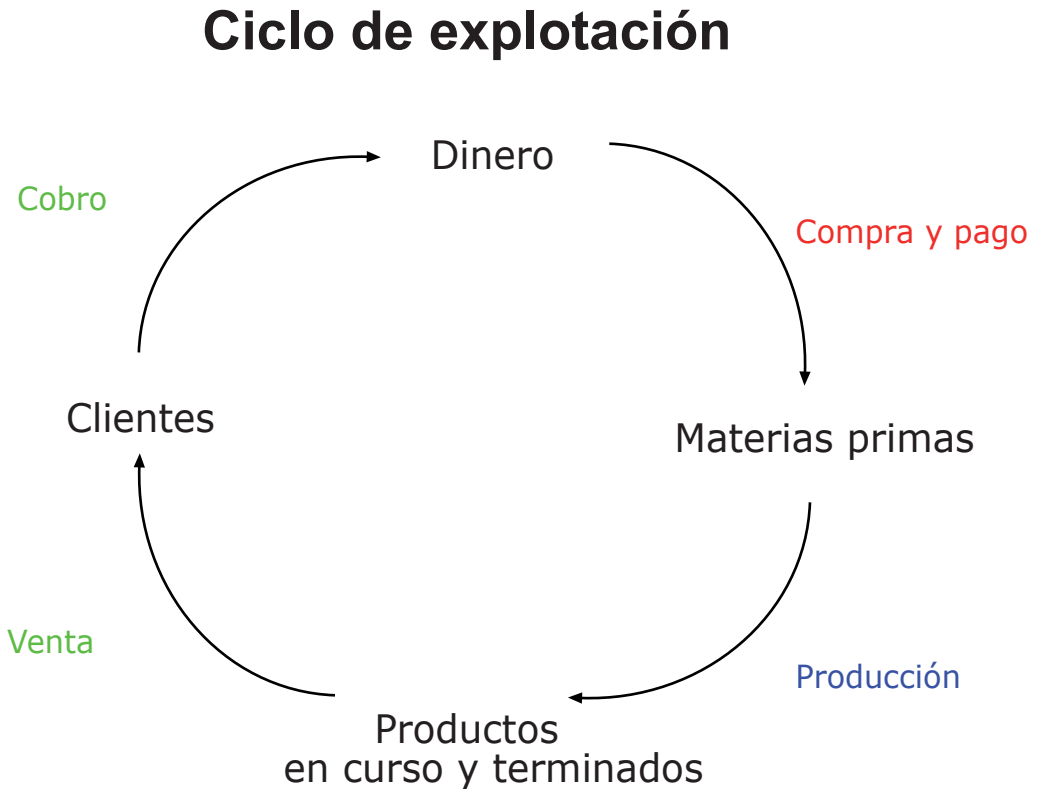 Ciclo de explotación
Dinero
Cobro
Compra y pago
Clientes
Materias primas
Venta
Producción
Productos
en curso y terminados